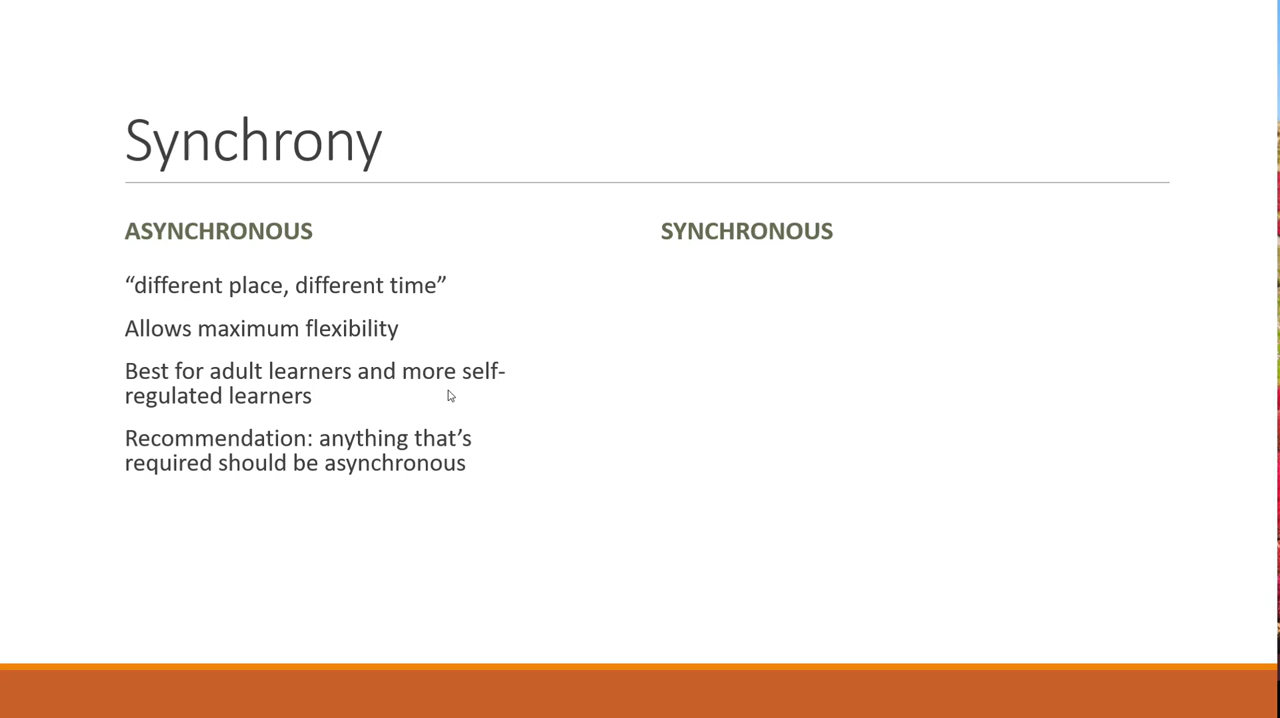 Synchrony
ASYNCHRONOUS
“different place, different time”
Allows maximum flexibility
Best for adult learners and more self-
regulated learners
Recommendation: anything that’s
required should be asynchronous
SYNCHRONOUS